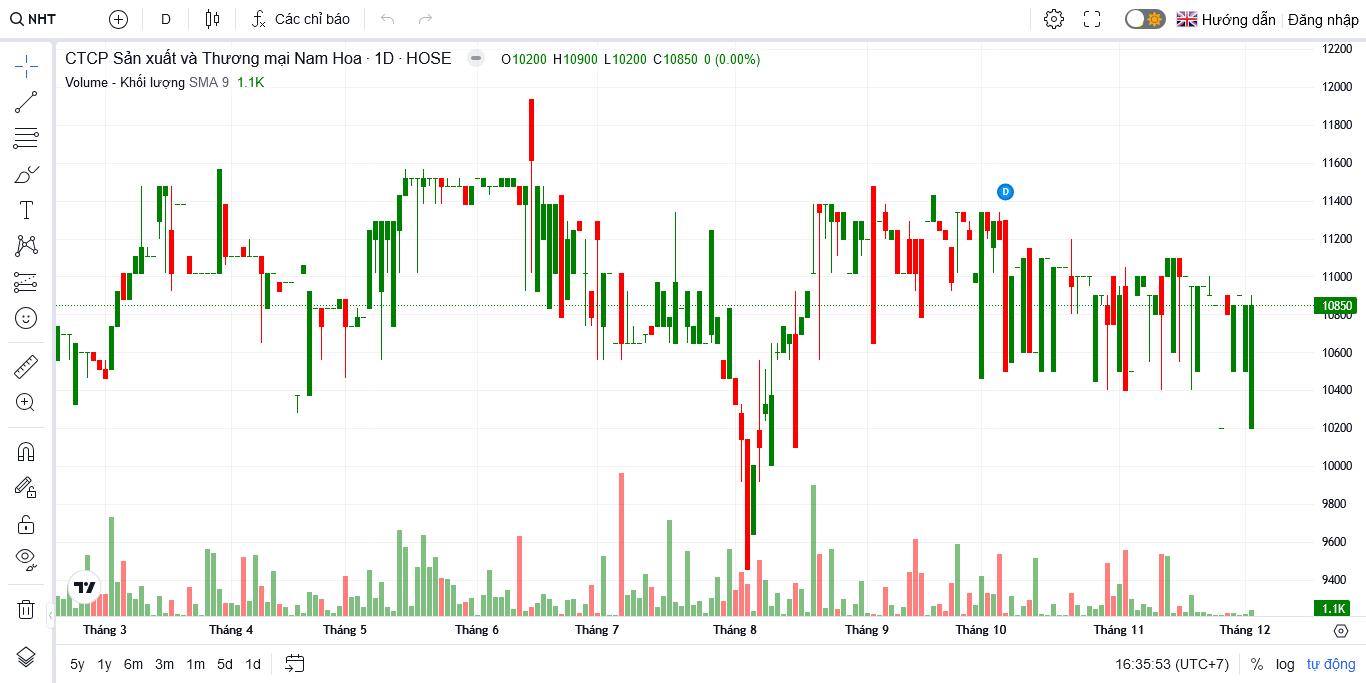 NHT D Các chỉ báo Hướng dẫn Đăng nhập
CTCP Sản xuất và Thương mại Nam Hoa · 1D · HOSE O10200 H10900 L10200 C10850 0 (0.00%)
Volume - Khối lượng SMA 9 1.1K
12200
12000
11800
11600
11400
D
11200
11000
10850
10800
10600
10400
10200
10000
9800
9600
9400
1.1K
Tháng 3 Tháng 4 Tháng 5 Tháng 6 Tháng 7 Tháng 8 Tháng 9 Tháng 10 Tháng 11 Tháng 12
5y 1y 6m 3m 1m 5d 1d 16:35:53 (UTC+7) % log tự động